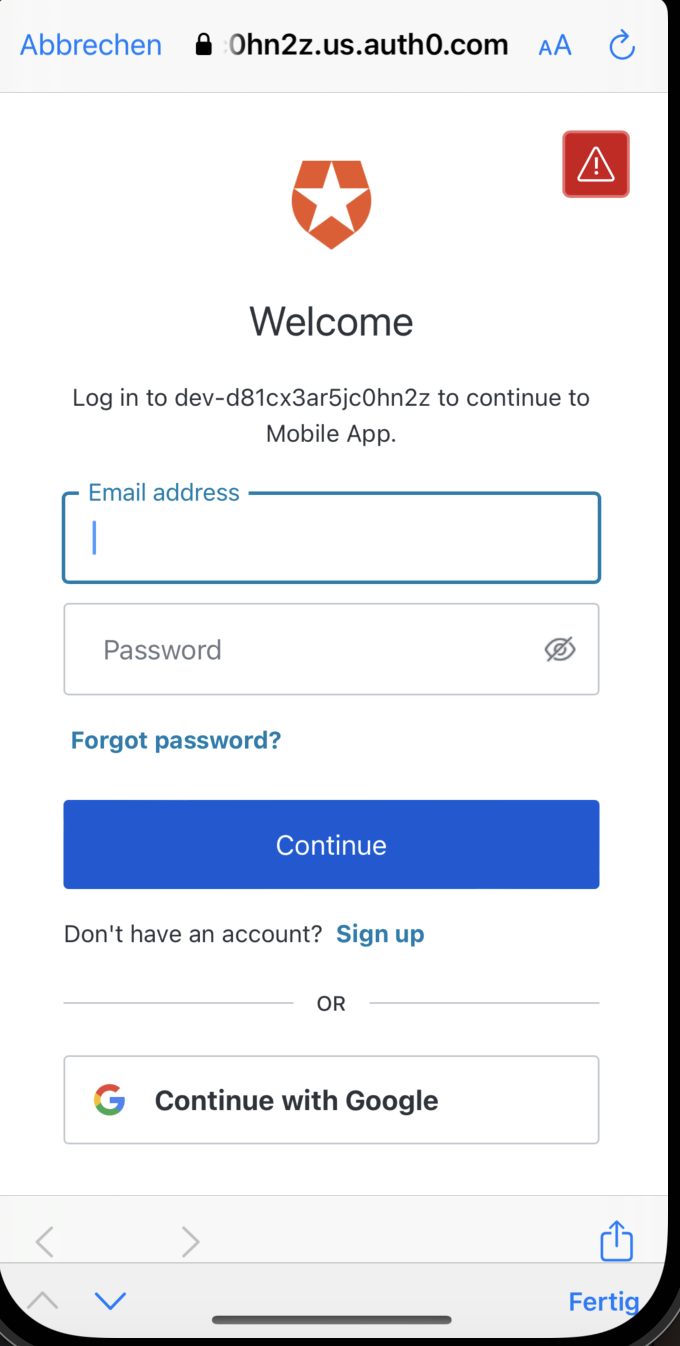 Abbrechen 0hn2z.us.auth0.com AA
Welcome
Log in to dev-d81cx3ar5jc0hn2z to continue to
Mobile App.
Email address
Password
Forgot password?
Continue
Don't have an account? Sign up
OR
Continue with Google
Fertig